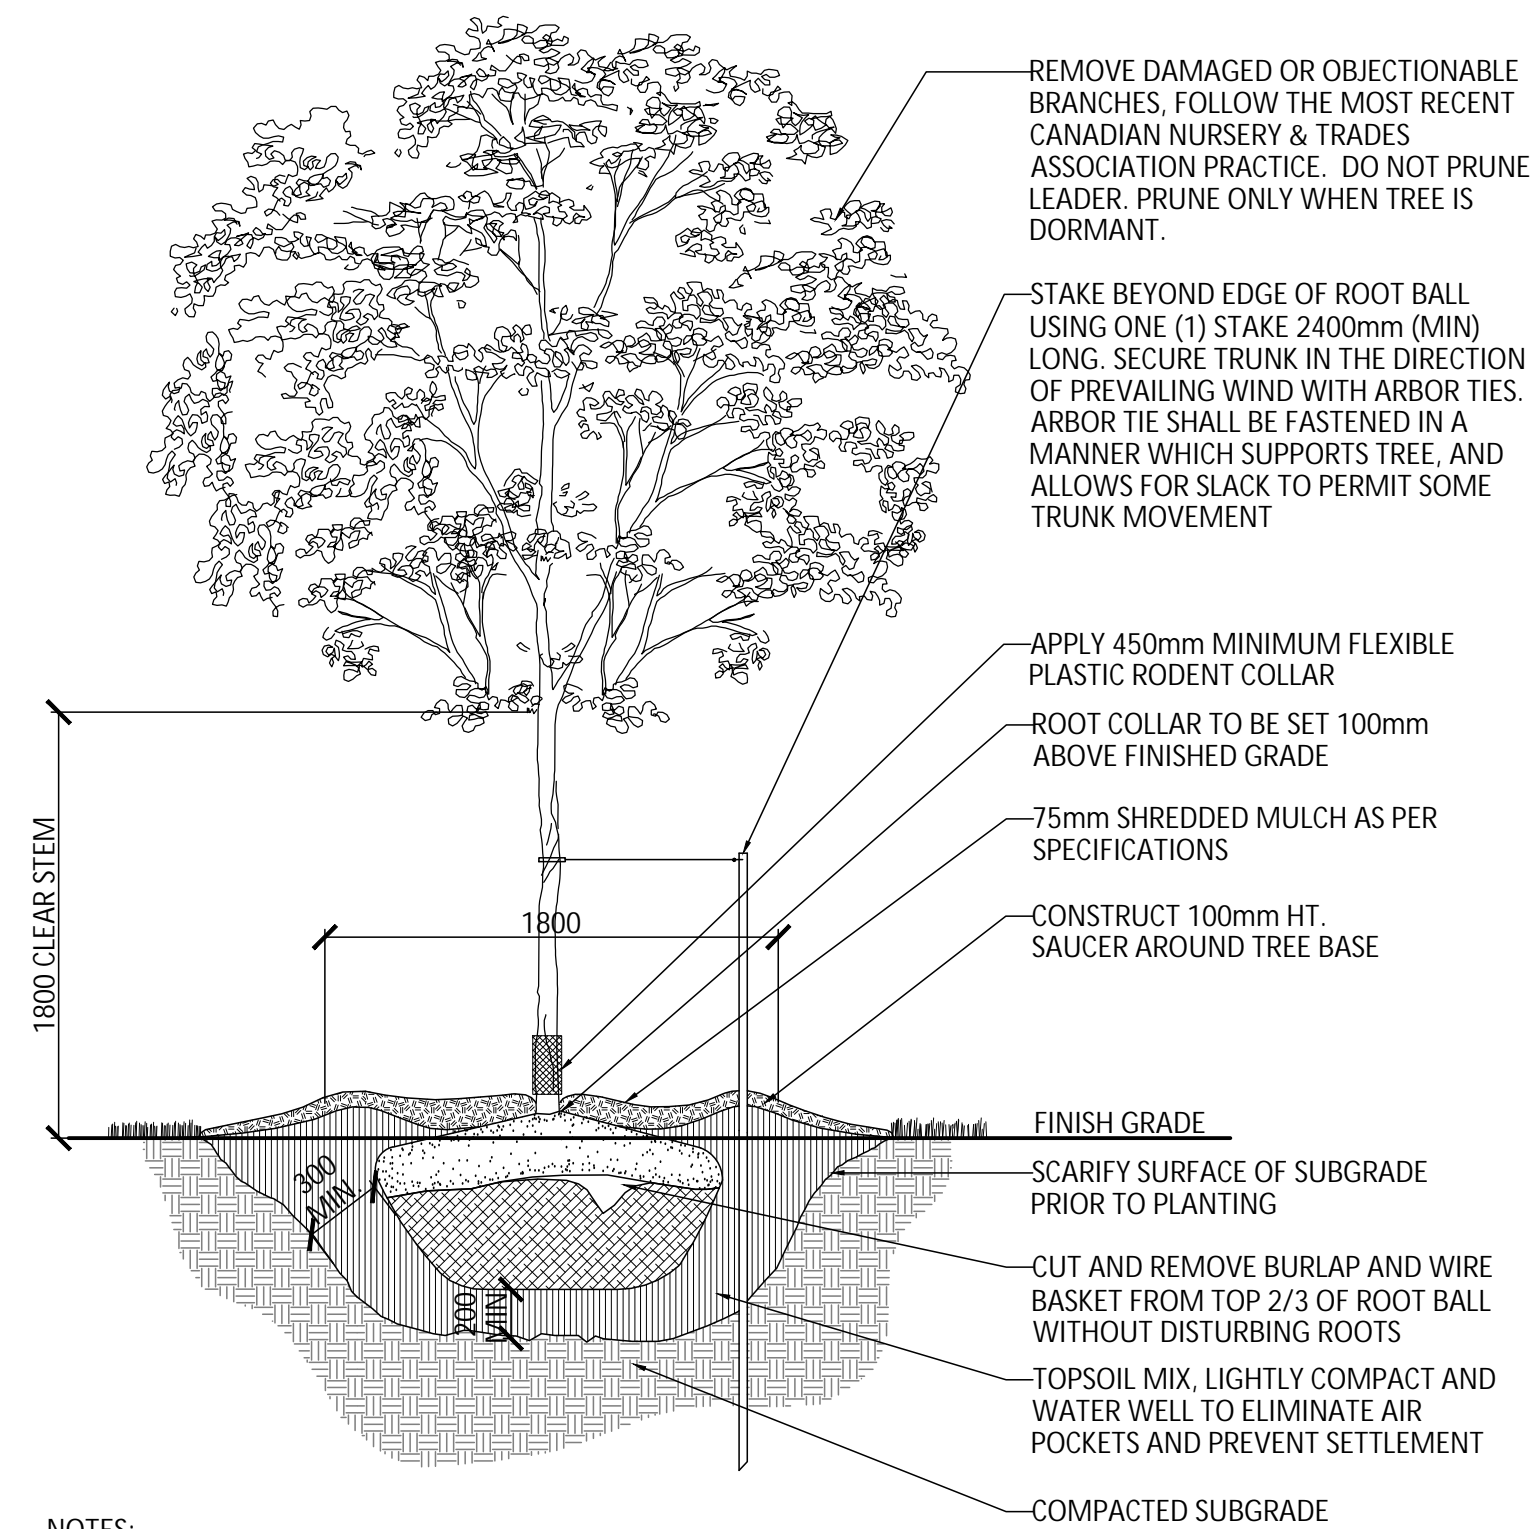 REMOVE DAMAGED OR OBJECTIONABLE
BRANCHES, FOLLOW THE MOST RECENT
CANADIAN NURSERY & TRADES
ASSOCIATION PRACTICE. DO NOT PRUNE
LEADER. PRUNE ONLY WHEN TREE IS
DORMANT.
STAKE BEYOND EDGE OF ROOT BALL
USING ONE (1) STAKE 2400mm (MIN)
LONG. SECURE TRUNK IN THE DIRECTION
OF PREVAILING WIND WITH ARBOR TIES.
ARBOR TIE SHALL BE FASTENED IN A
MANNER WHICH SUPPORTS TREE, AND
ALLOWS FOR SLACK TO PERMIT SOME
TRUNK MOVEMENT
APPLY 450mm MINIMUM FLEXIBLE
PLASTIC RODENT COLLAR
ROOT COLLAR TO BE SET 100mm
ABOVE FINISHED GRADE
75mm SHREDDED MULCH AS PER
SPECIFICATIONS
CONSTRUCT 100mm HT.
SAUCER AROUND TREE BASE
1800 CLEAR STEM
1800
FINISH GRADE
SCARIFY SURFACE OF SUBGRADE
PRIOR TO PLANTING
300
MIN.
200
MIN
CUT AND REMOVE BURLAP AND WIRE
BASKET FROM TOP 2/3 OF ROOT BALL
WITHOUT DISTURBING ROOTS
TOPSOIL MIX, LIGHTLY COMPACT AND
WATER WELL TO ELIMINATE AIR
POCKETS AND PREVENT SETTLEMENT
COMPACTED SUBGRADE
NOTES: